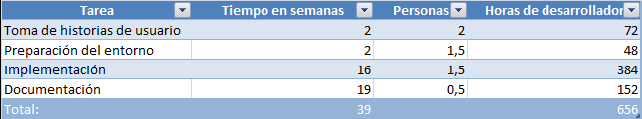 Tarea Tiempo en semanas Personas Horas de desarrollador
Toma de historias de usuario 2 2 72
Preparación del entorno 2 1,5 48
Implementación 16 1,5 384
Documentación 19 0,5 152
Total: 39 656